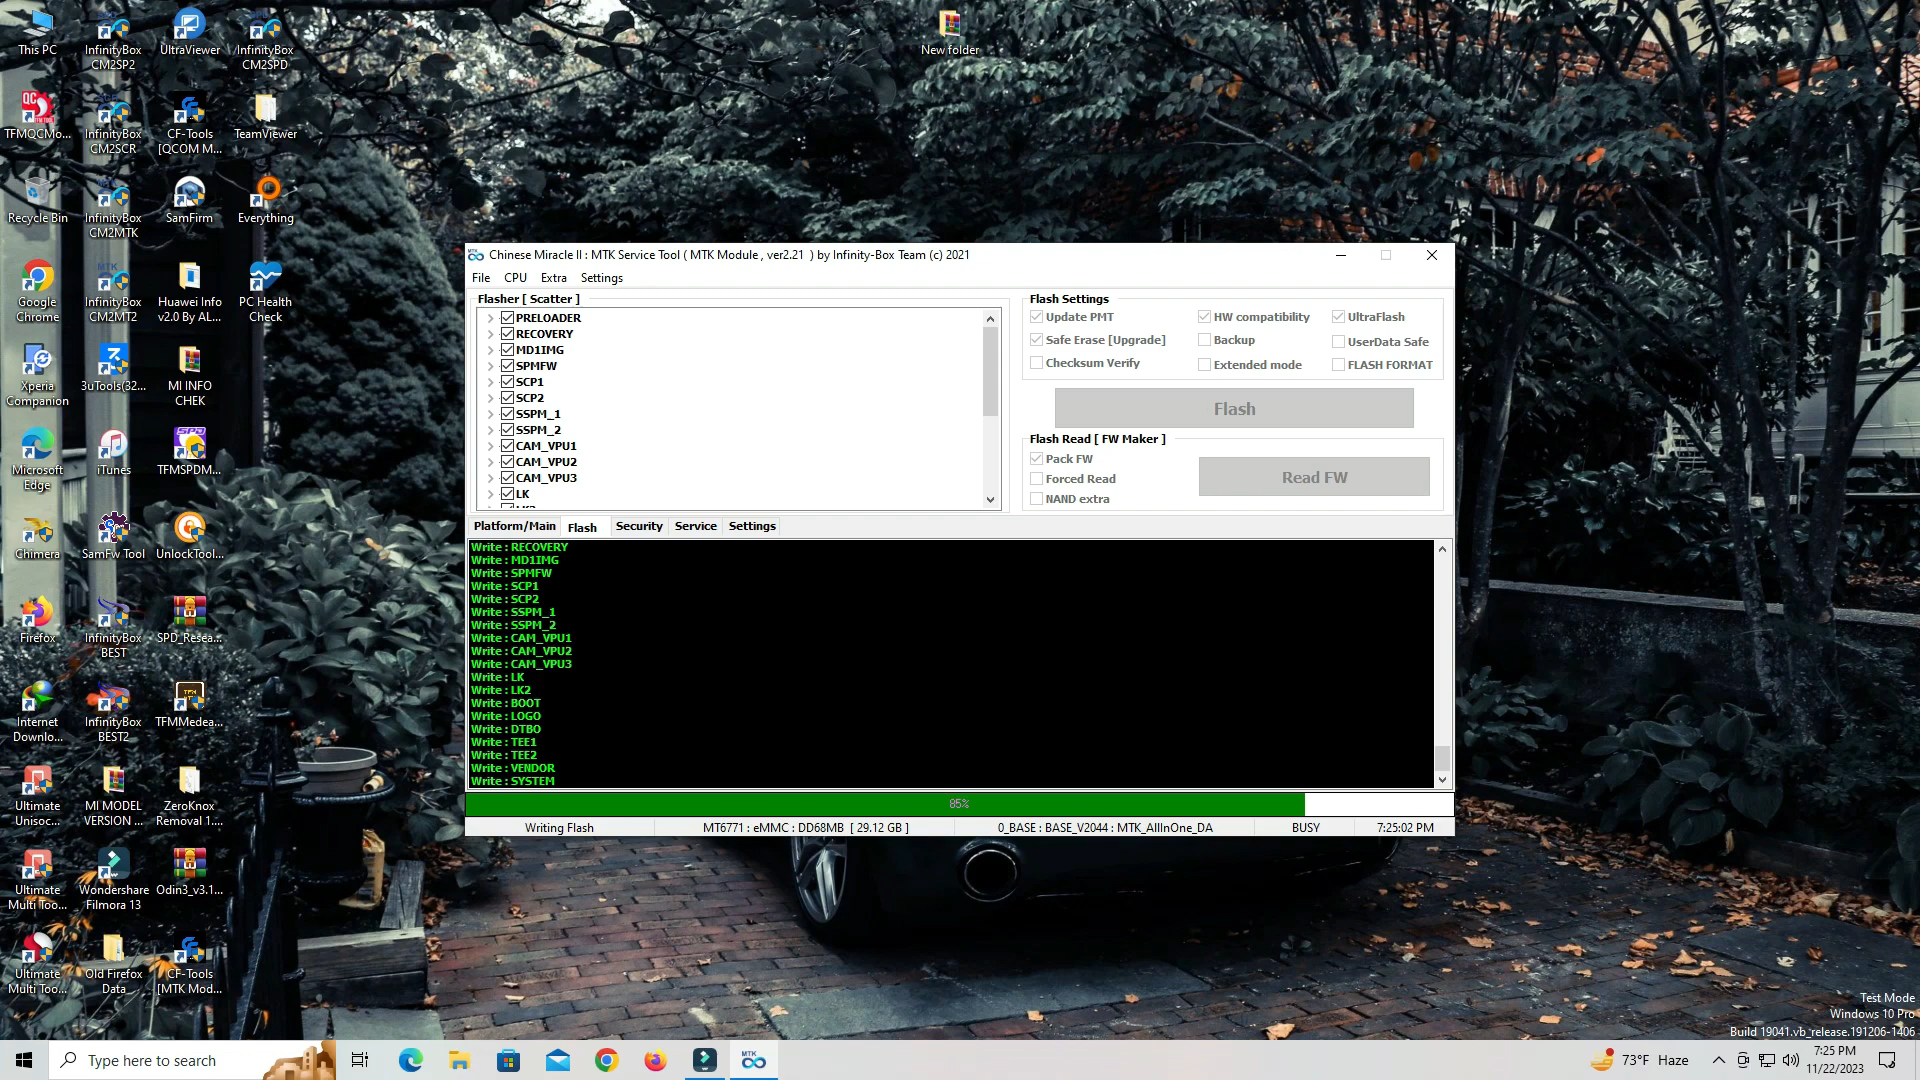 This PC
InfinityBox
CM2SP2
UltraViewer
InfinityBox
CM2SPD
New folder
TFMQCMo...
InfinityBox
CM2SCR
CF-Tools
[QCOM M...
TeamViewer
Recycle Bin
InfinityBox
CM2MTK
SamFirm
Everything
Google
Chrome
InfinityBox
CM2MT2
Huawei Info
v2.0 By AL...
PC Health
Check
Xperia
Companion
3uTools(32...
MI INFO
CHEK
Microsoft
Edge
iTunes
TFMSPDM...
Chimera
SamFw Tool
UnlockTool...
Firefox
InfinityBox
BEST
SPD_Resea...
Internet
Downlo...
InfinityBox
BEST2
TFMMedea...
Ultimate
Unisoc...
MI MODEL
VERSION ...
ZeroKnox
Removal 1....
Ultimate
Multi Too...
Wondershare
Filmora 13
Odin3_v3.1...
Ultimate
Multi Too...
Old Firefox
Data
CF-Tools
[MTK Mod...
Chinese Miracle II : MTK Service Tool ( MTK Module , ver2.21 ) by Infinity-Box Team (c) 2021
File CPU Extra Settings
Flasher [ Scatter ]
PRELOADER
RECOVERY
MD1IMG
SPMFW
SCP1
SCP2
SSPM_1
SSPM_2
CAM_VPU1
CAM_VPU2
CAM_VPU3
LK
Flash Settings
Update PMT HW compatibility UltraFlash
Safe Erase [Upgrade] Backup UserData Safe
Checksum Verify Extended mode FLASH FORMAT
Flash
Flash Read [ FW Maker ]
Pack FW
Forced Read
NAND extra
Read FW
Platform/Main Flash Security Service Settings
Write : RECOVERY
Write : MD1IMG
Write : SPMFW
Write : SCP1
Write : SCP2
Write : SSPM_1
Write : SSPM_2
Write : CAM_VPU1
Write : CAM_VPU2
Write : CAM_VPU3
Write : LK
Write : LK2
Write : BOOT
Write : LOGO
Write : DTBO
Write : TEE1
Write : TEE2
Write : VENDOR
Write : SYSTEM
85%
Writing Flash MT6771 : eMMC : DD68MB [ 29.12 GB ] 0_BASE : BASE_V2044 : MTK_AllInOne_DA BUSY 7:25:02 PM
Test Mode
Windows 10 Pro
Build 19041.vb_release.191206-1406
Type here to search
MTK
73°F Haze
7:25 PM
11/22/2023